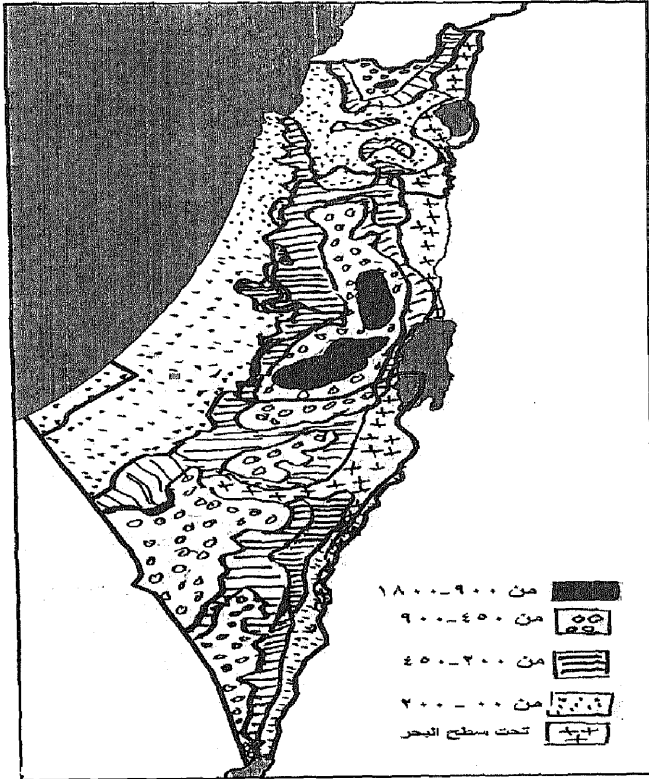 من ٩٠٠-١٨٠٠
من ٤٥٠-٩٠٠
من ٢٠٠-٤٥٠
من ٠٠-٢٠٠
تحت سطح البحر